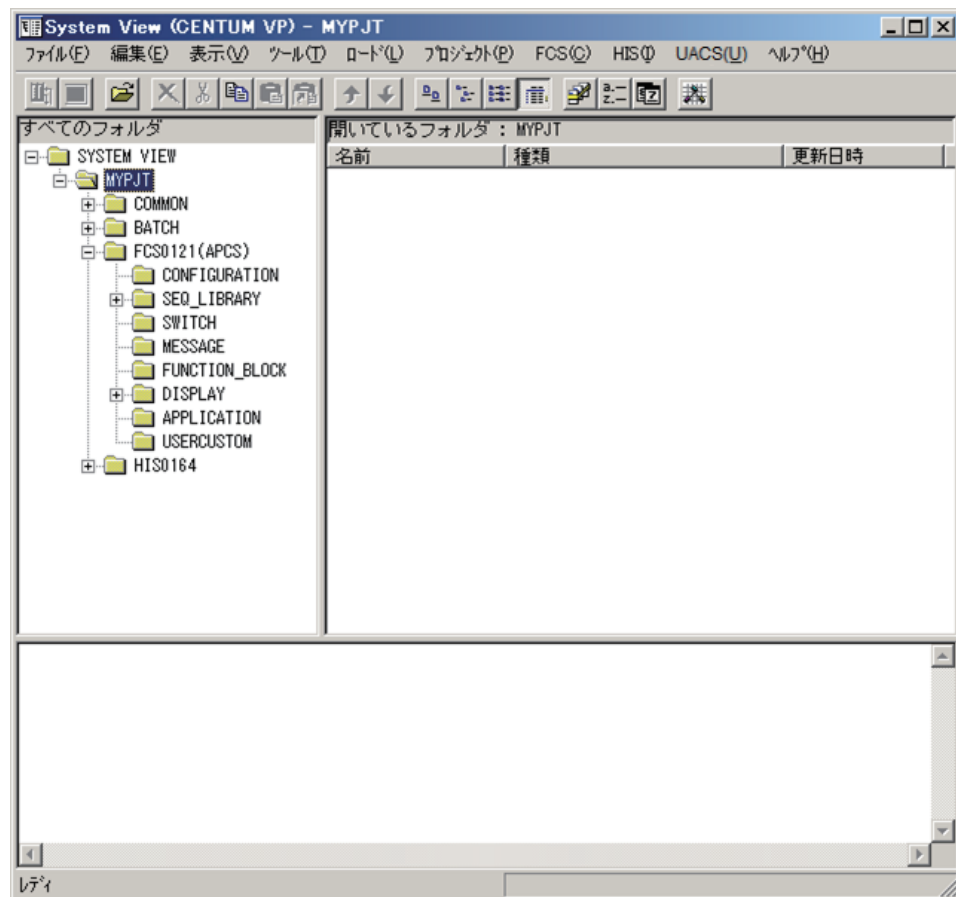 System View (CENTUM VP) - MYPJT
ﾌｧｲﾙ(F) 編集(E) 表示(V) ﾂｰﾙ(T) ﾛｰﾄﾞ(L) ﾌﾟﾛｼﾞｪｸﾄ(P) FCS(C) HIS(I) UACS(U) ﾍﾙﾌﾟ(H)
すべてのフォルダ
開いているフォルダ : MYPJT
名前 種類 更新日時
SYSTEM VIEW
MYPJT
COMMON
BATCH
FCS0121(APCS)
CONFIGURATION
SEQ_LIBRARY
SWITCH
MESSAGE
FUNCTION_BLOCK
DISPLAY
APPLICATION
USERCUSTOM
HIS0164
ﾚﾃﾞｨ